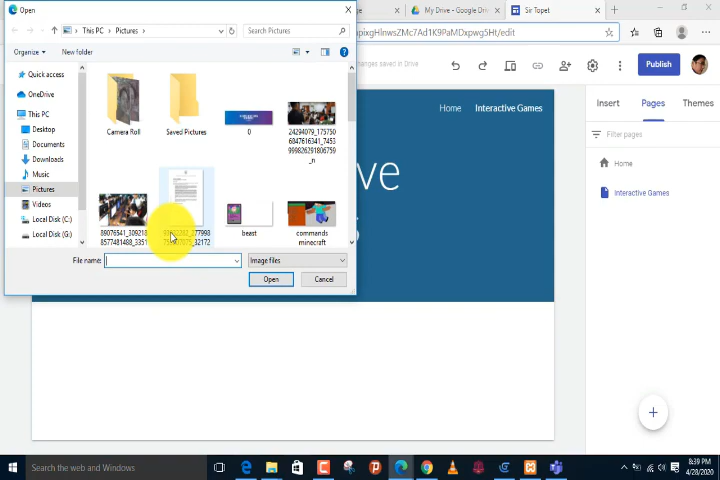 Open
This PC > Pictures >
Search Pictures
Organize
New folder
Quick access
OneDrive
This PC
Desktop
Documents
Downloads
Music
Pictures
Videos
Local Disk (C:)
Local Disk (G:)
Camera Roll
Saved Pictures
0
24294079_175750
6847616341_7453
999826291806759
_n
89076541_309218
8577481488_3351
beast
commands
minecraft
File name:
Image files
Open
Cancel
My Drive - Google Driv
Sir Topet
changes saved in Drive
Publish
Home
Interactive Games
Insert
Pages
Themes
Filter pages
Home
Interactive Games
Search the web and Windows
8:39 PM
4/28/2020